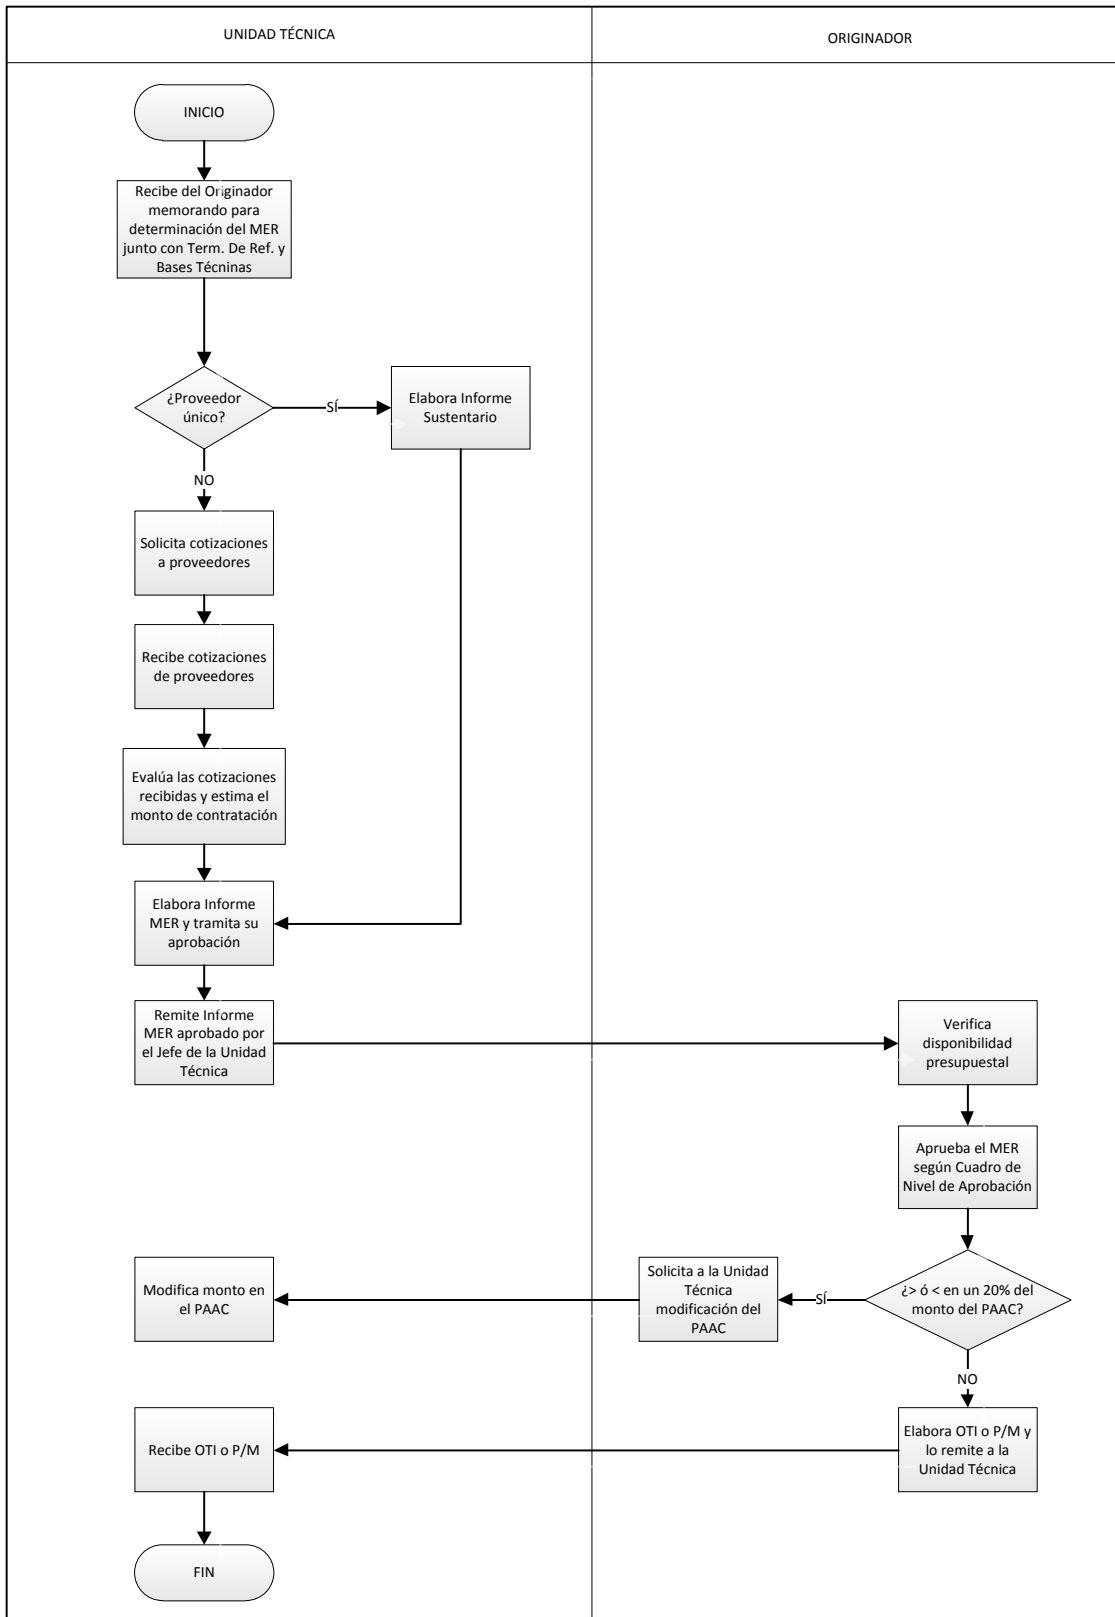 UNIDAD TÉCNICA
ORIGINADOR
INICIO
Recibe del Originador
memorando para
determinación del MER
junto con Term. De Ref. y
Bases Técninas
¿Proveedor
único?
SÍ
Elabora Informe
Sustentario
NO
Solicita cotizaciones
a proveedores
Recibe cotizaciones
de proveedores
Evalúa las cotizaciones
recibidas y estima el
monto de contratación
Elabora Informe
MER y tramita su
aprobación
Remite Informe
MER aprobado por
el Jefe de la Unidad
Técnica
Verifica
disponibilidad
presupuestal
Aprueba el MER
según Cuadro de
Nivel de Aprobación
¿> ó < en un 20% del
monto del PAAC?
SÍ
Solicita a la Unidad
Técnica
modificación del
PAAC
Modifica monto en
el PAAC
NO
Elabora OTI o P/M y
lo remite a la
Unidad Técnica
Recibe OTI o P/M
FIN